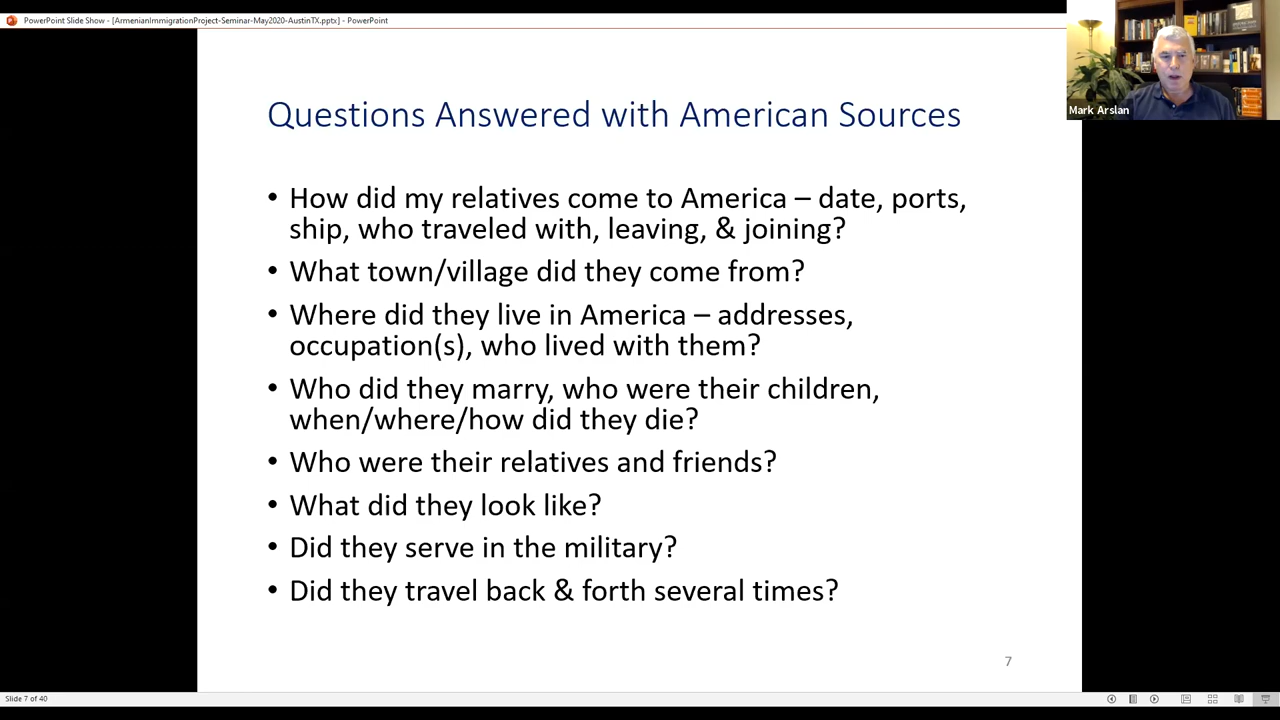 PowerPoint Slide Show - [ArmenianImmigrationProject-Seminar-May2020-AustinTX.pptx] - PowerPoint
Mark Arslan
Questions Answered with American Sources
• How did my relatives come to America – date, ports,
ship, who traveled with, leaving, & joining?
• What town/village did they come from?
• Where did they live in America – addresses,
occupation(s), who lived with them?
• Who did they marry, who were their children,
when/where/how did they die?
• Who were their relatives and friends?
• What did they look like?
• Did they serve in the military?
• Did they travel back & forth several times?
7
Slide 7 of 40